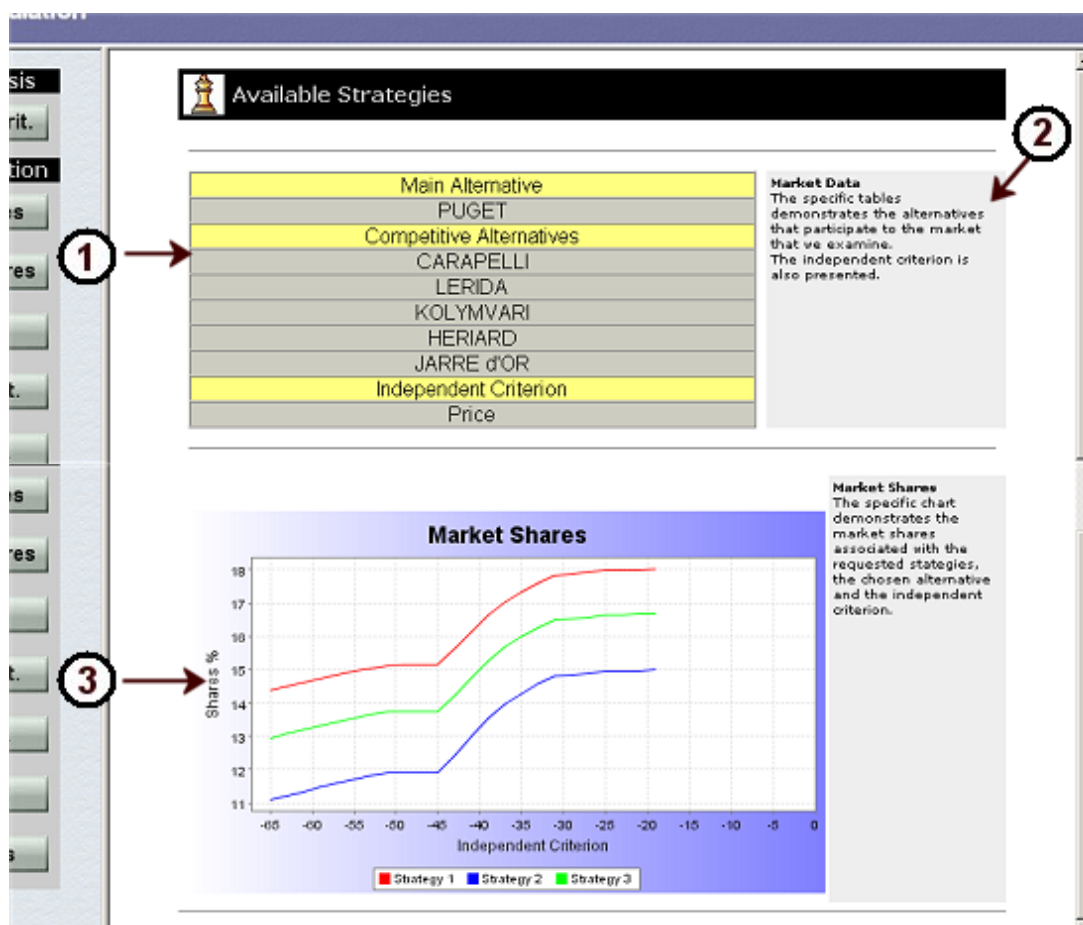 sis
rit.
tion
s
res
t.
s
res
t.
s
Available Strategies
1
2
3
Main Alternative
PUGET
Competitive Alternatives
CARAPELLI
LERIDA
KOLYMVARI
HERIARD
JARRE d'OR
Independent Criterion
Price
Market Data
The specific tables
demonstrates the alternatives
that participate to the market
that we examine.
The independent criterion is
also presented.
Market Shares
18
17
16
15
14
13
12
11
Shares %
-65 -60 -55 -50 -45 -40 -35 -30 -25 -20 -15 -10 -5 0
Independent Criterion
Strategy 1 Strategy 2 Strategy 3
Market Shares
The specific chart
demonstrates the
market shares
associated with the
requested stategies,
the chosen alternative
and the independent
criterion.